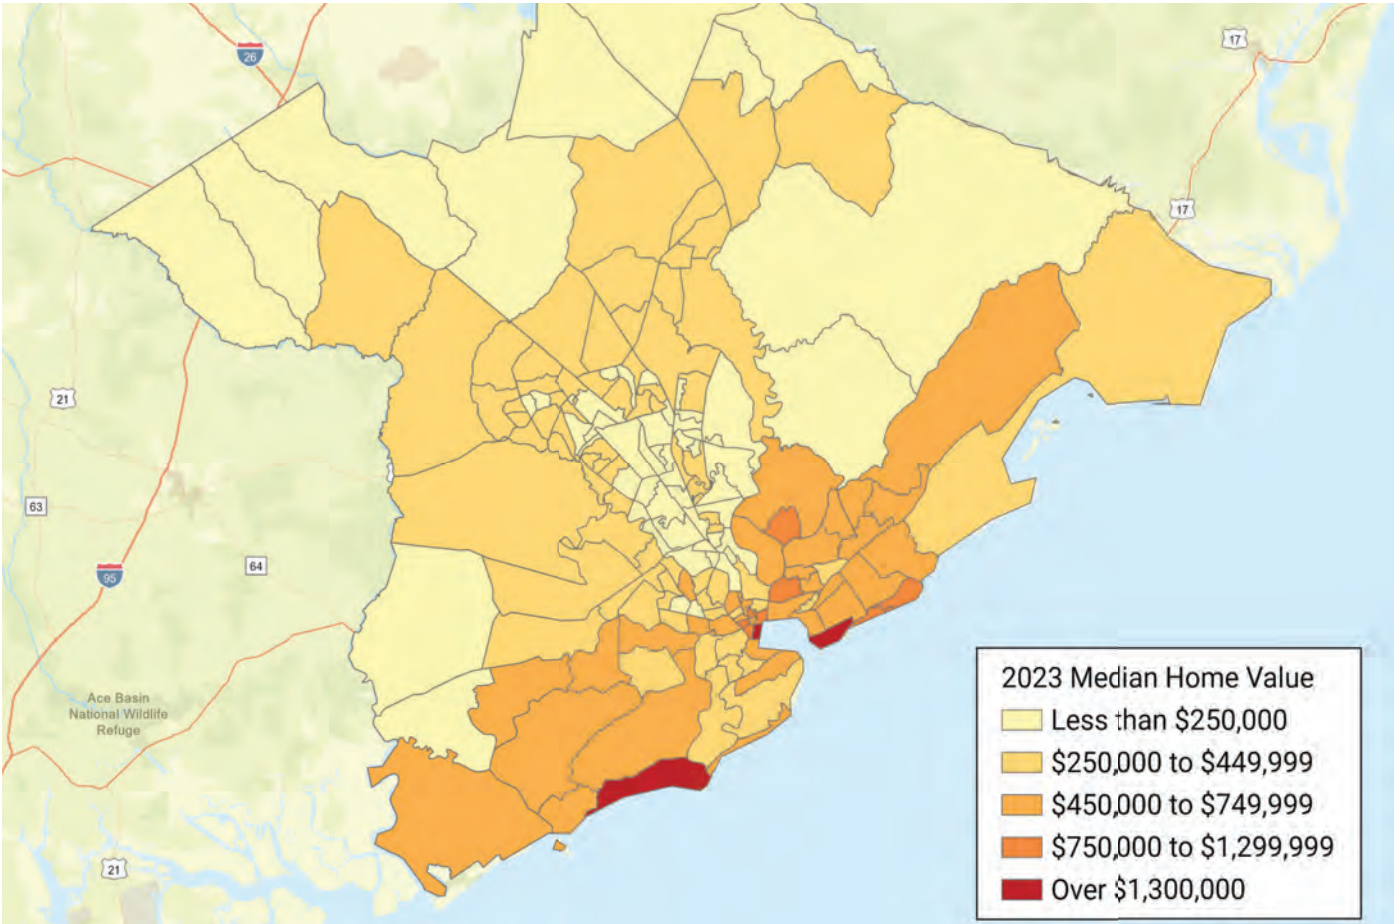 26
17
17
21
63
64
95
Ace Basin
National Wildlife
Refuge
21
2023 Median Home Value
Less than $250,000
$250,000 to $449,999
$450,000 to $749,999
$750,000 to $1,299,999
Over $1,300,000